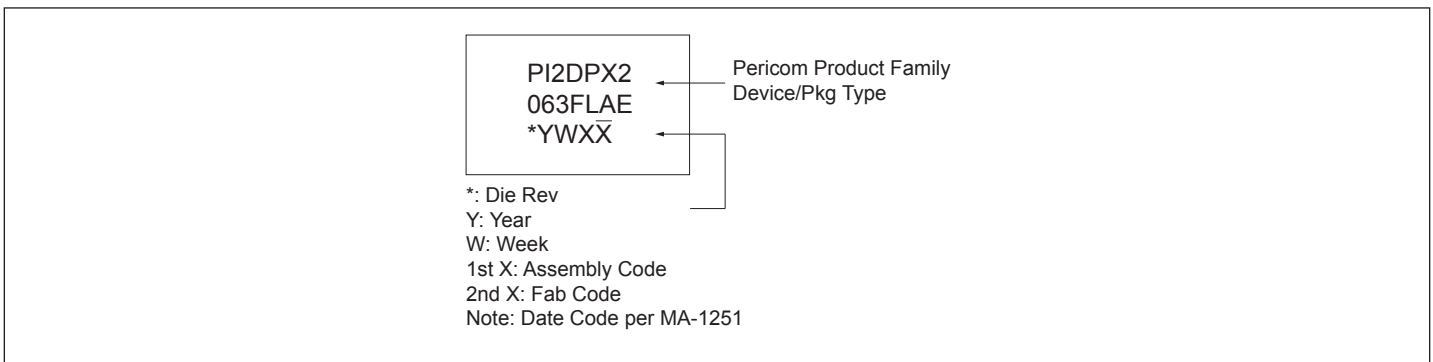 PI2DPX2
063FLAE
*YWXX̅
Pericom Product Family
Device/Pkg Type
*: Die Rev
Y: Year
W: Week
1st X: Assembly Code
2nd X: Fab Code
Note: Date Code per MA-1251